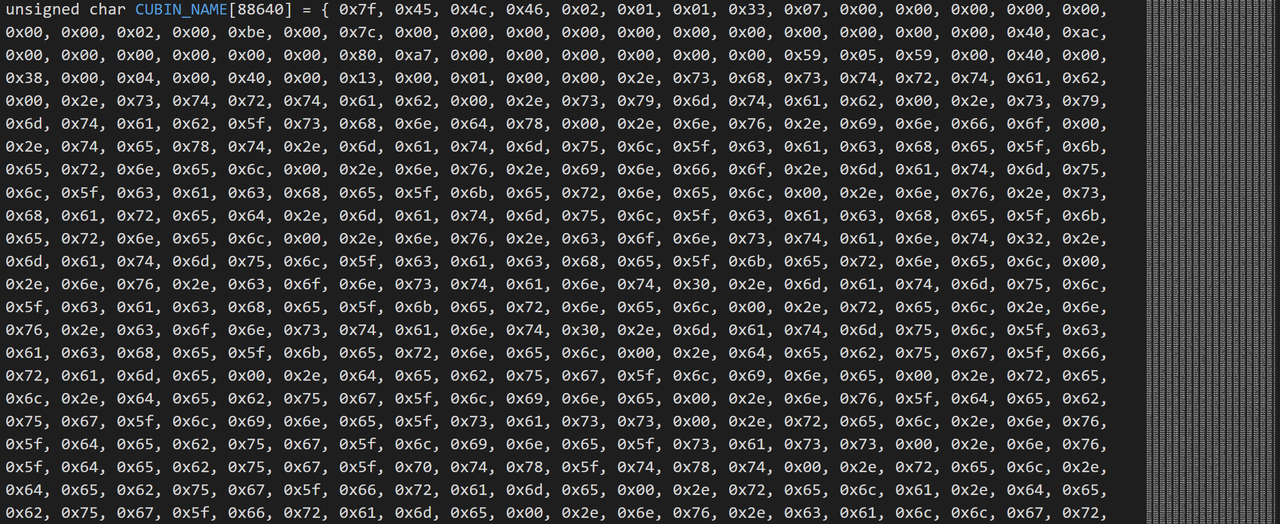 unsigned char CUBIN_NAME[88640] = { 0x7f, 0x45, 0x4c, 0x46, 0x02, 0x01, 0x01, 0x33, 0x07, 0x00, 0x00, 0x00, 0x00,
0x00, 0x00, 0x02, 0x00, 0xbe, 0x00, 0x7c, 0x00, 0x00, 0x00, 0x00, 0x00, 0x00, 0x00, 0x00, 0x00, 0x40, 0xac,
0x00, 0x00, 0x00, 0x00, 0x00, 0x00, 0x80, 0xa7, 0x00, 0x00, 0x00, 0x00, 0x00, 0x00, 0x59, 0x05, 0x59, 0x00, 0x40, 0x00,
0x38, 0x00, 0x04, 0x00, 0x40, 0x00, 0x13, 0x00, 0x01, 0x00, 0x00, 0x2e, 0x73, 0x68, 0x73, 0x74, 0x72, 0x74, 0x61, 0x62,
0x00, 0x2e, 0x73, 0x74, 0x72, 0x74, 0x61, 0x62, 0x00, 0x2e, 0x73, 0x79, 0x6d, 0x74, 0x61, 0x62, 0x00, 0x2e, 0x73, 0x79,
0x6d, 0x74, 0x61, 0x62, 0x5f, 0x73, 0x68, 0x6e, 0x64, 0x78, 0x00, 0x2e, 0x6e, 0x76, 0x2e, 0x69, 0x6e, 0x66, 0x6f, 0x00,
0x2e, 0x74, 0x65, 0x78, 0x74, 0x2e, 0x6d, 0x61, 0x74, 0x6d, 0x75, 0x6c, 0x5f, 0x63, 0x61, 0x63, 0x68, 0x65, 0x5f, 0x6b,
0x65, 0x72, 0x6e, 0x65, 0x6c, 0x00, 0x2e, 0x6e, 0x76, 0x2e, 0x69, 0x6e, 0x66, 0x6f, 0x2e, 0x6d, 0x61, 0x74, 0x6d, 0x75,
0x6c, 0x5f, 0x63, 0x61, 0x63, 0x68, 0x65, 0x5f, 0x6b, 0x65, 0x72, 0x6e, 0x65, 0x6c, 0x00, 0x2e, 0x6e, 0x76, 0x2e, 0x73,
0x68, 0x61, 0x72, 0x65, 0x64, 0x2e, 0x6d, 0x61, 0x74, 0x6d, 0x75, 0x6c, 0x5f, 0x63, 0x61, 0x63, 0x68, 0x65, 0x5f, 0x6b,
0x65, 0x72, 0x6e, 0x65, 0x6c, 0x00, 0x2e, 0x6e, 0x76, 0x2e, 0x63, 0x6f, 0x6e, 0x73, 0x74, 0x61, 0x6e, 0x74, 0x32, 0x2e,
0x6d, 0x61, 0x74, 0x6d, 0x75, 0x6c, 0x5f, 0x63, 0x61, 0x63, 0x68, 0x65, 0x5f, 0x6b, 0x65, 0x72, 0x6e, 0x65, 0x6c, 0x00,
0x2e, 0x6e, 0x76, 0x2e, 0x63, 0x6f, 0x6e, 0x73, 0x74, 0x61, 0x6e, 0x74, 0x30, 0x2e, 0x6d, 0x61, 0x74, 0x6d, 0x75, 0x6c,
0x5f, 0x63, 0x61, 0x63, 0x68, 0x65, 0x5f, 0x6b, 0x65, 0x72, 0x6e, 0x65, 0x6c, 0x00, 0x2e, 0x72, 0x65, 0x6c, 0x2e, 0x6e,
0x76, 0x2e, 0x63, 0x6f, 0x6e, 0x73, 0x74, 0x61, 0x6e, 0x74, 0x30, 0x2e, 0x6d, 0x61, 0x74, 0x6d, 0x75, 0x6c, 0x5f, 0x63,
0x61, 0x63, 0x68, 0x65, 0x5f, 0x6b, 0x65, 0x72, 0x6e, 0x65, 0x6c, 0x00, 0x2e, 0x64, 0x65, 0x62, 0x75, 0x67, 0x5f, 0x66,
0x72, 0x61, 0x6d, 0x65, 0x00, 0x2e, 0x64, 0x65, 0x62, 0x75, 0x67, 0x5f, 0x6c, 0x69, 0x6e, 0x65, 0x00, 0x2e, 0x72, 0x65,
0x6c, 0x2e, 0x64, 0x65, 0x62, 0x75, 0x67, 0x5f, 0x6c, 0x69, 0x6e, 0x65, 0x00, 0x2e, 0x6e, 0x76, 0x5f, 0x64, 0x65, 0x62,
0x75, 0x67, 0x5f, 0x6c, 0x69, 0x6e, 0x65, 0x5f, 0x73, 0x61, 0x73, 0x73, 0x00, 0x2e, 0x72, 0x65, 0x6c, 0x2e, 0x6e, 0x76,
0x5f, 0x64, 0x65, 0x62, 0x75, 0x67, 0x5f, 0x6c, 0x69, 0x6e, 0x65, 0x5f, 0x73, 0x61, 0x73, 0x73, 0x00, 0x2e, 0x6e, 0x76,
0x5f, 0x64, 0x65, 0x62, 0x75, 0x67, 0x5f, 0x70, 0x74, 0x78, 0x5f, 0x74, 0x78, 0x74, 0x00, 0x2e, 0x72, 0x65, 0x6c, 0x2e,
0x64, 0x65, 0x62, 0x75, 0x67, 0x5f, 0x66, 0x72, 0x61, 0x6d, 0x65, 0x00, 0x2e, 0x72, 0x65, 0x6c, 0x61, 0x2e, 0x64, 0x65,
0x62, 0x75, 0x67, 0x5f, 0x66, 0x72, 0x61, 0x6d, 0x65, 0x00, 0x2e, 0x6e, 0x76, 0x2e, 0x63, 0x61, 0x6c, 0x6c, 0x67, 0x72,